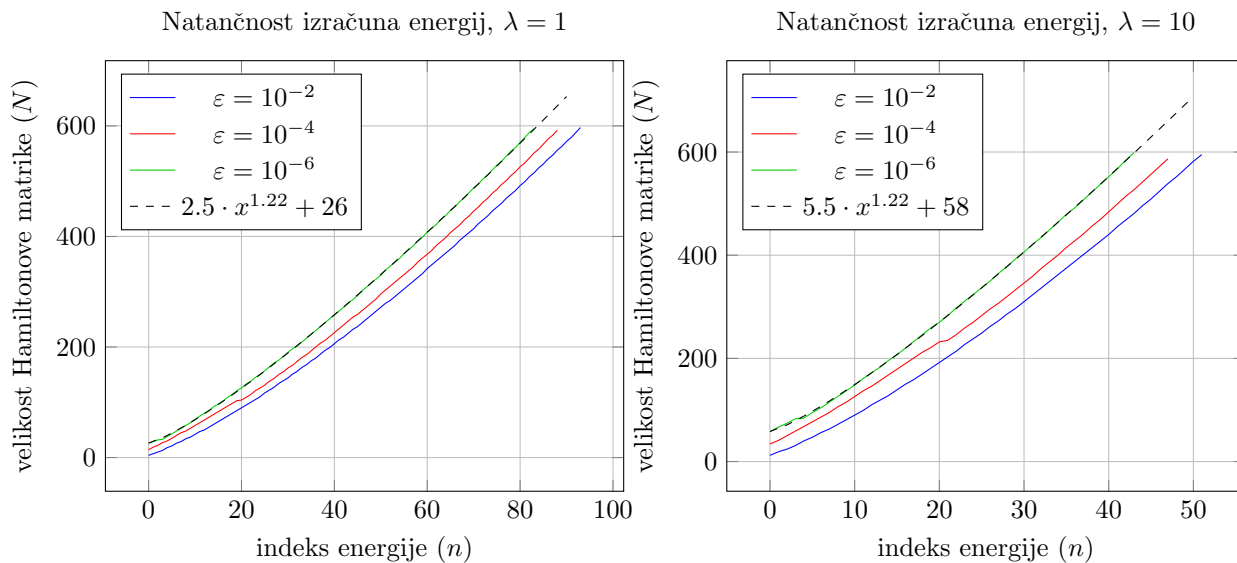 Natančnost izračuna energij, λ = 1
velikost Hamiltonove matrike (N)
600
400
200
0
ε = 10⁻²
ε = 10⁻⁴
ε = 10⁻⁶
2.5 · x^1.22 + 26
0 20 40 60 80 100
indeks energije (n)
Natančnost izračuna energij, λ = 10
velikost Hamiltonove matrike (N)
600
400
200
0
ε = 10⁻²
ε = 10⁻⁴
ε = 10⁻⁶
5.5 · x^1.22 + 58
0 10 20 30 40 50
indeks energije (n)